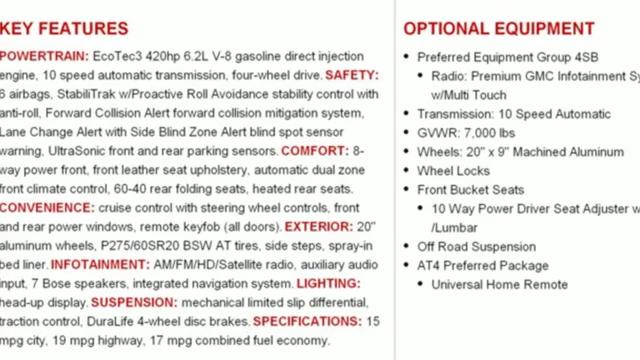 KEY FEATURES
POWERTRAIN: EcoTec3 420hp 6.2L V-8 gasoline direct injection
engine, 10 speed automatic transmission, four-wheel drive. SAFETY:
6 airbags, StabiliTrak w/Proactive Roll Avoidance stability control with
anti-roll, Forward Collision Alert forward collision mitigation system,
Lane Change Alert with Side Blind Zone Alert blind spot sensor
warning, UltraSonic front and rear parking sensors. COMFORT: 8-
way power front, front leather seat upholstery, automatic dual zone
front climate control, 60-40 rear folding seats, heated rear seats.
CONVENIENCE: cruise control with steering wheel controls, front
and rear power windows, remote keyfob (all doors). EXTERIOR: 20"
aluminum wheels, P275/60SR20 BSW AT tires, side steps, spray-in
bed liner. INFOTAINMENT: AM/FM/HD/Satellite radio, auxiliary audio
input, 7 Bose speakers, integrated navigation system. LIGHTING:
head-up display. SUSPENSION: mechanical limited slip differential,
traction control, DuraLife 4-wheel disc brakes. SPECIFICATIONS: 15
mpg city, 19 mpg highway, 17 mpg combined fuel economy.
OPTIONAL EQUIPMENT
• Preferred Equipment Group 4SB
• Radio: Premium GMC Infotainment Sy
w/Multi Touch
• Transmission: 10 Speed Automatic
• GVWR: 7,000 lbs
• Wheels: 20" x 9" Machined Aluminum
• Wheel Locks
• Front Bucket Seats
• 10 Way Power Driver Seat Adjuster w
/Lumbar
• Off Road Suspension
• AT4 Preferred Package
• Universal Home Remote